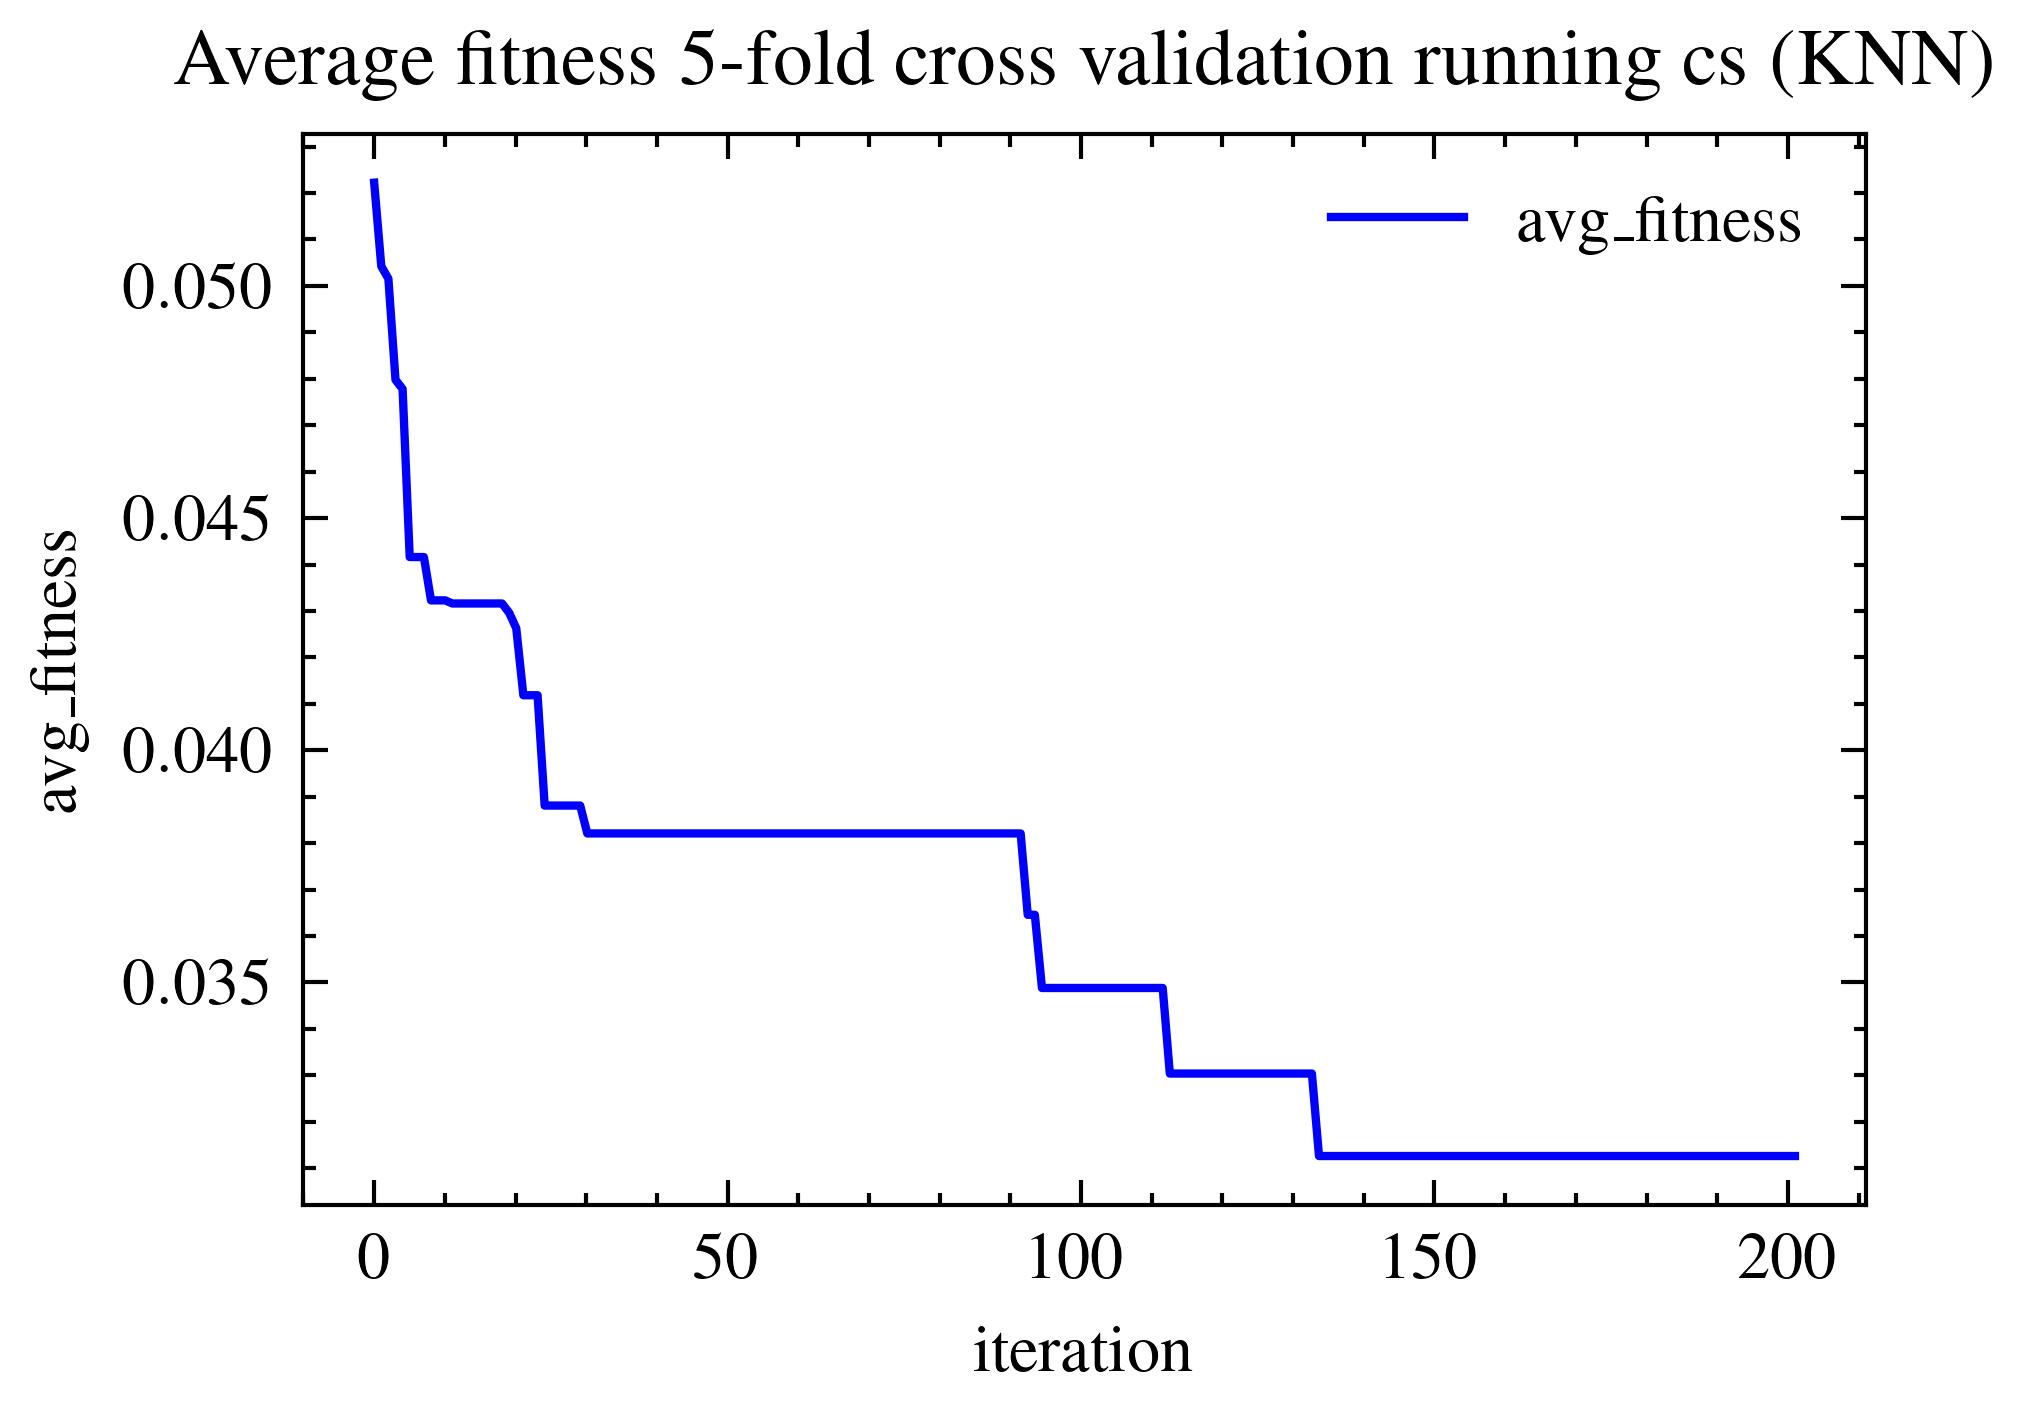 Average fitness 5-fold cross validation running cs (KNN)
avg_fitness
0.050
0.045
0.040
0.035
avg_fitness
0 50 100 150 200
iteration